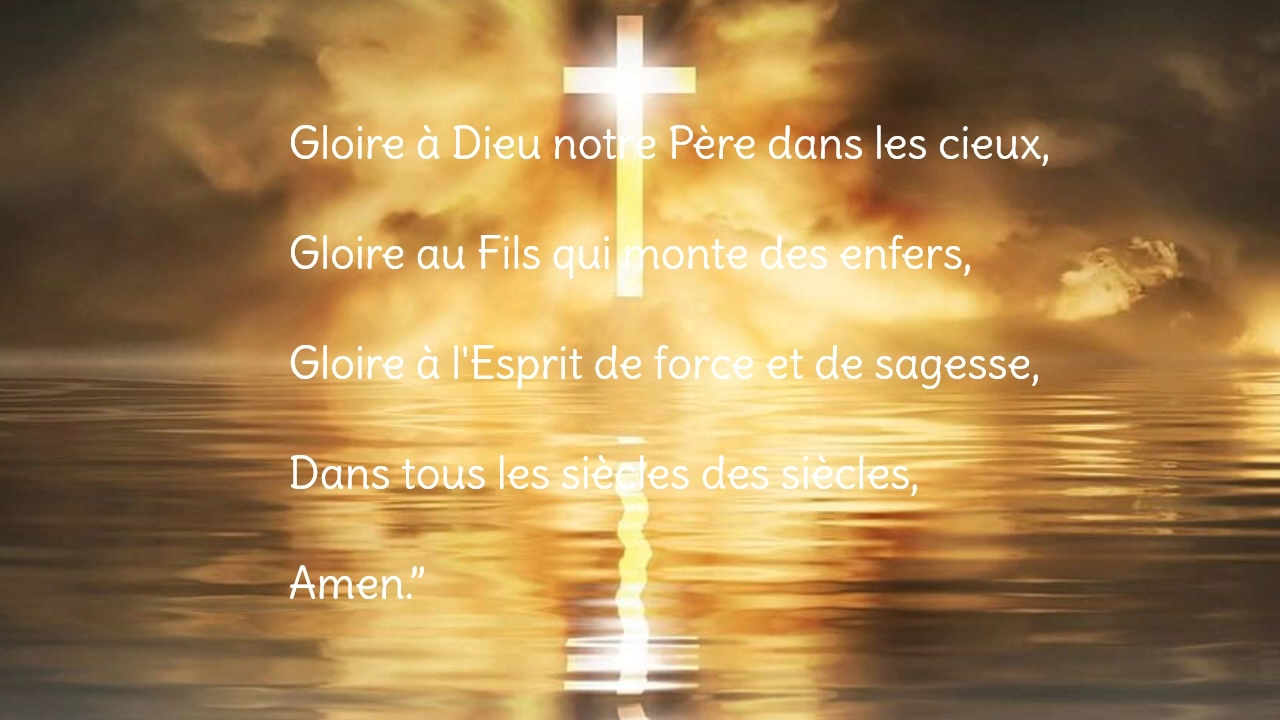 Gloire à Dieu notre Père dans les cieux,
Gloire au Fils qui monte des enfers,
Gloire à l'Esprit de force et de sagesse,
Dans tous les siècles des siècles,
Amen.”